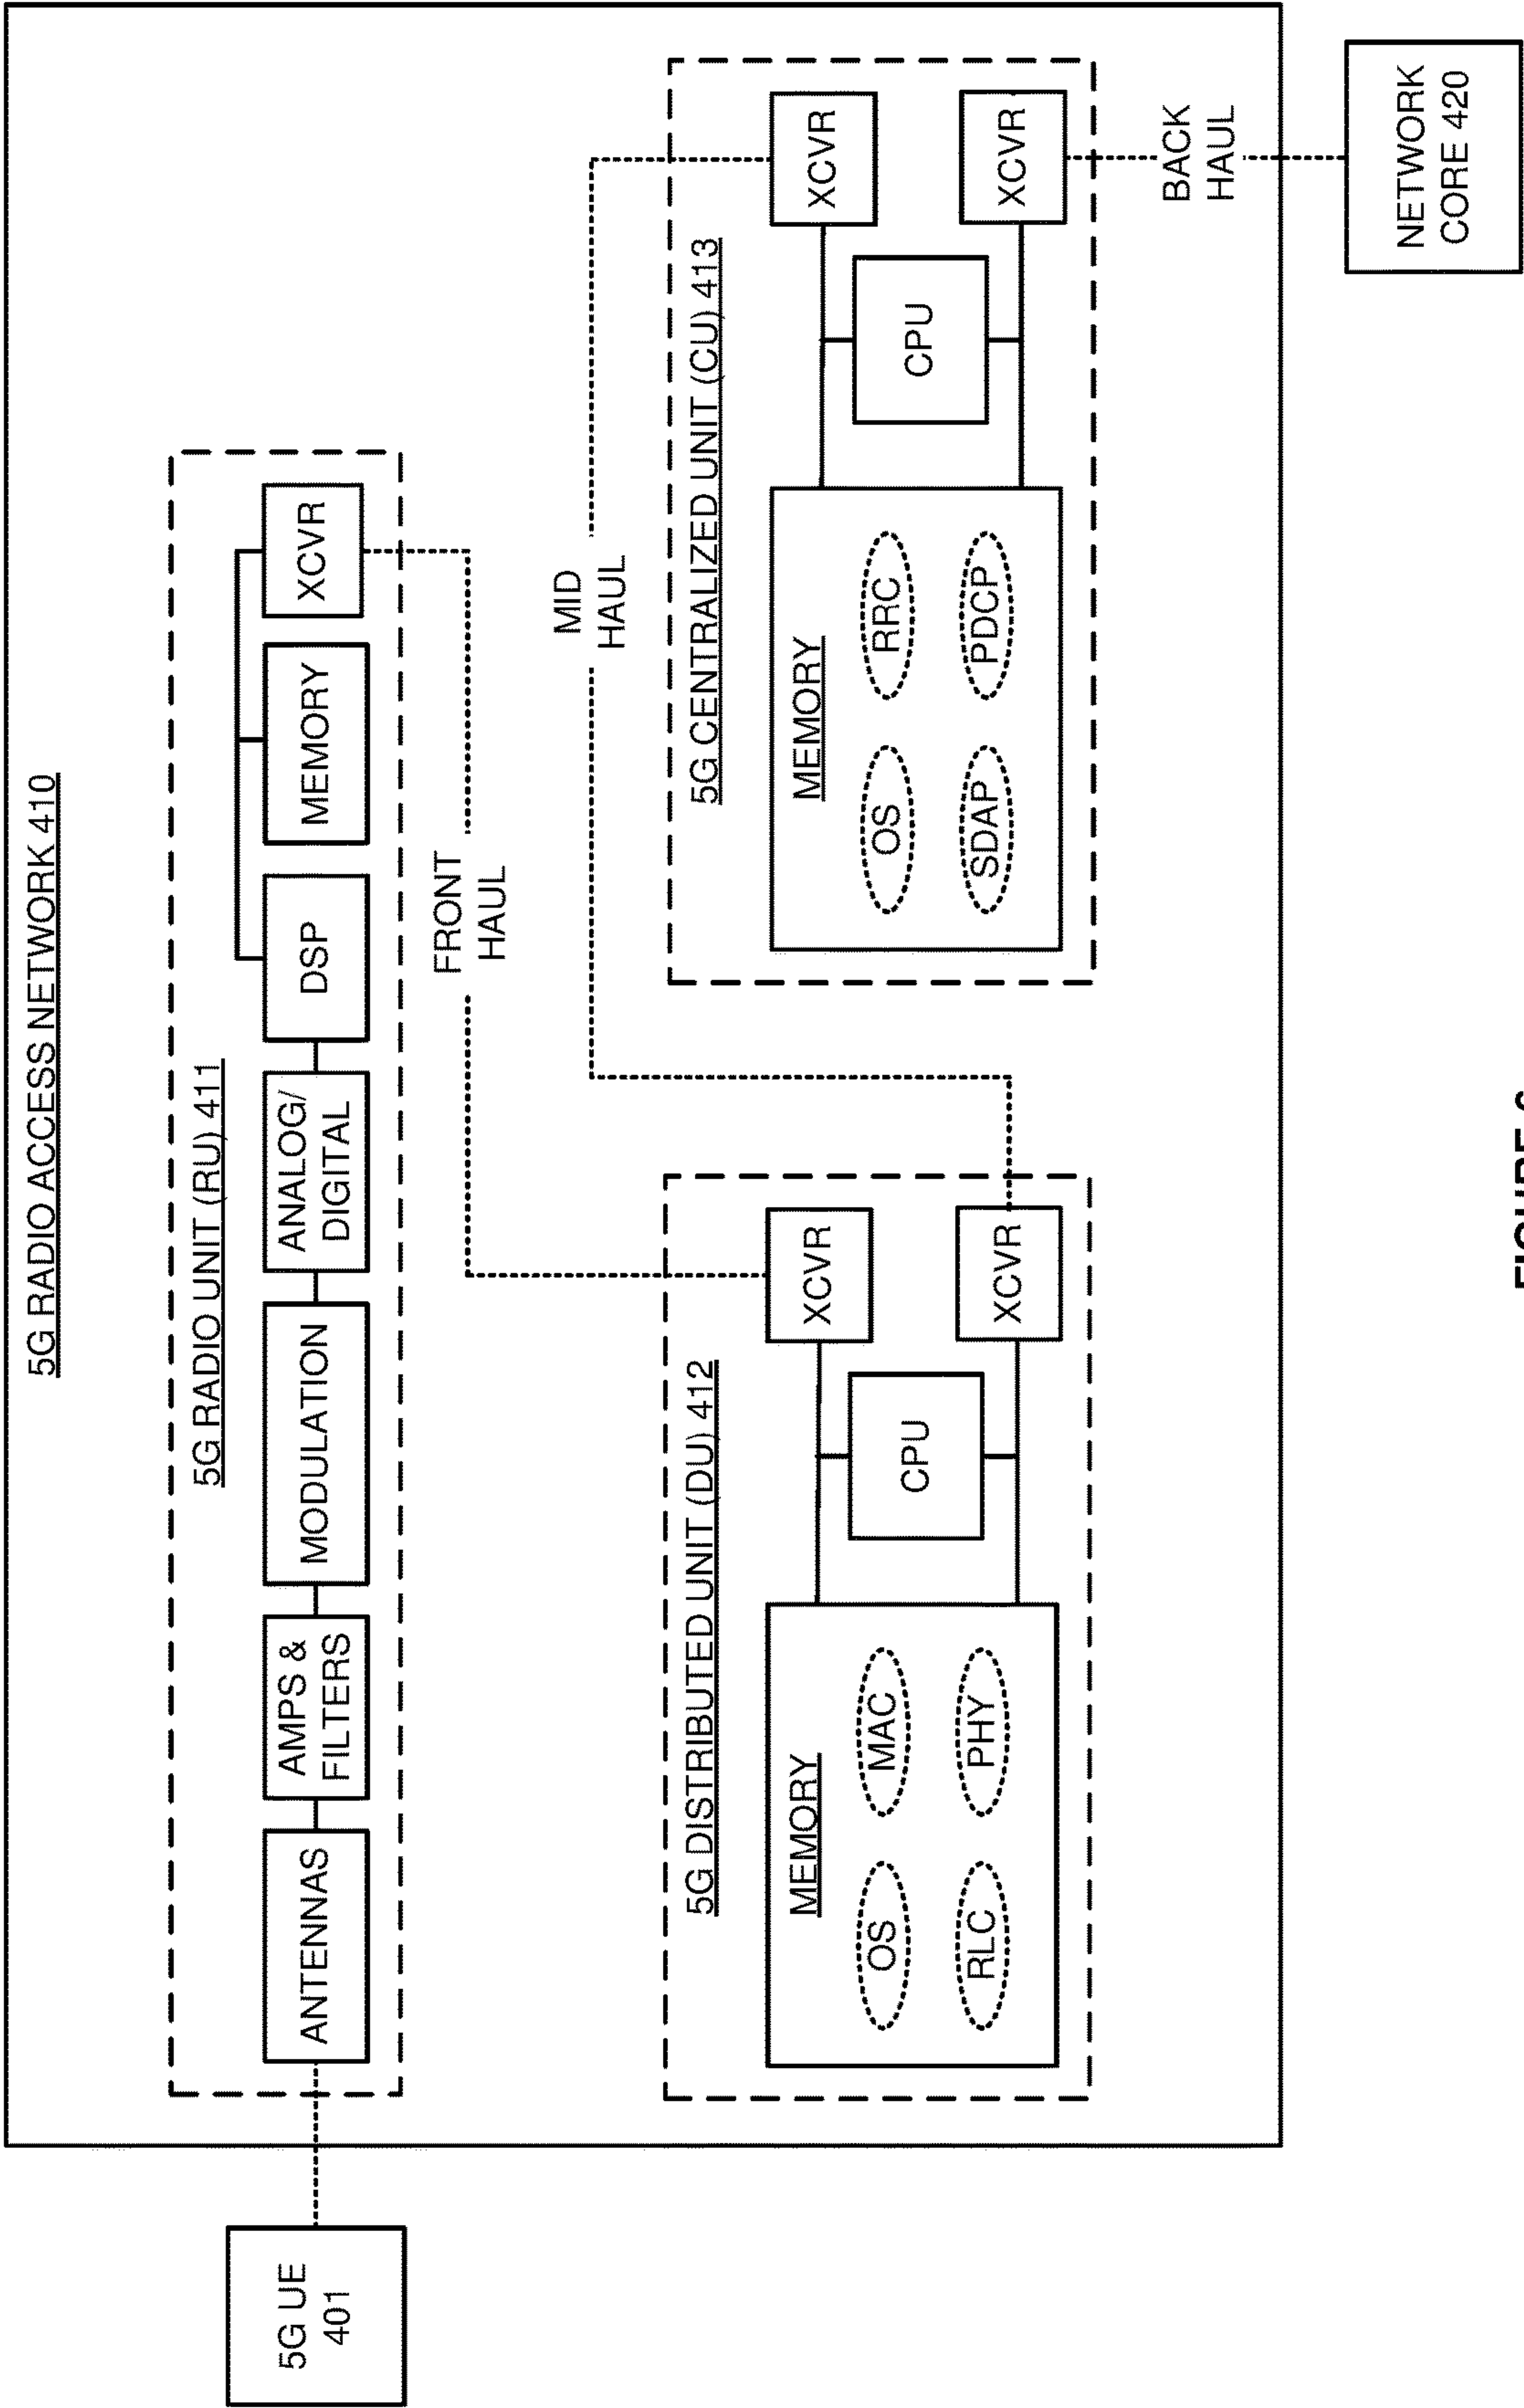 5G RADIO ACCESS NETWORK 410
5G RADIO UNIT (RU) 411
5G UE
401
ANTENNAS
AMPS &
FILTERS
MODULATION
ANALOG/
DIGITAL
DSP
MEMORY
XCVR
FRONT
HAUL
MID
HAUL
5G DISTRIBUTED UNIT (DU) 412
MEMORY
OS
MAC
RLC
PHY
CPU
XCVR
XCVR
5G CENTRALIZED UNIT (CU) 413
MEMORY
OS
RRC
SDAP
PDCP
CPU
XCVR
XCVR
BACK
HAUL
NETWORK
CORE 420
FIGURE